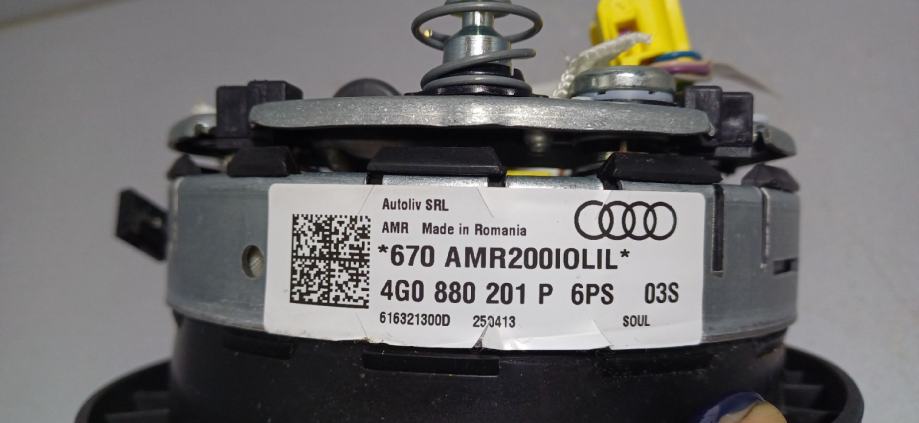 Autoliv SRL
AMR Made in Romania
*670 AMR200IOLIL*
4G0 880 201 P 6PS 03S
616321300D 250413 SOUL